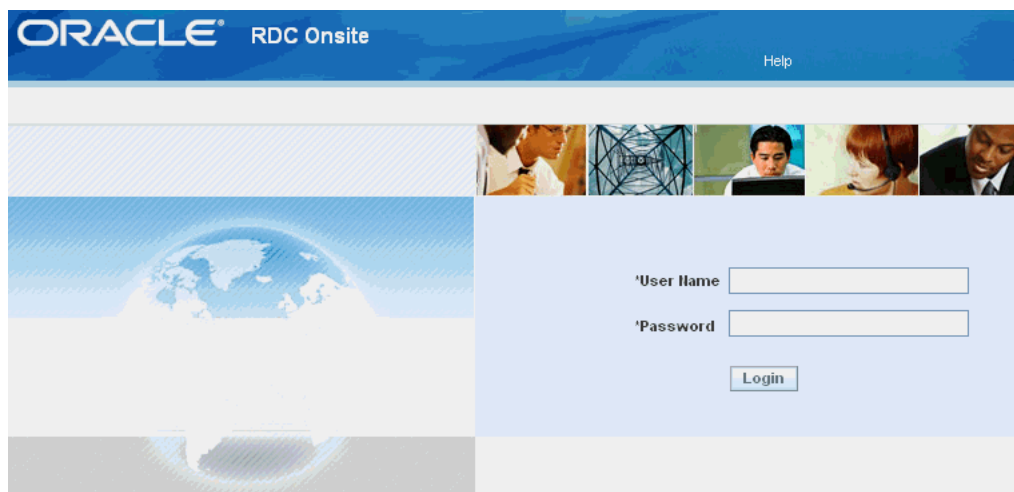 ORACLE® RDC Onsite
Help
*User Name
*Password
Login